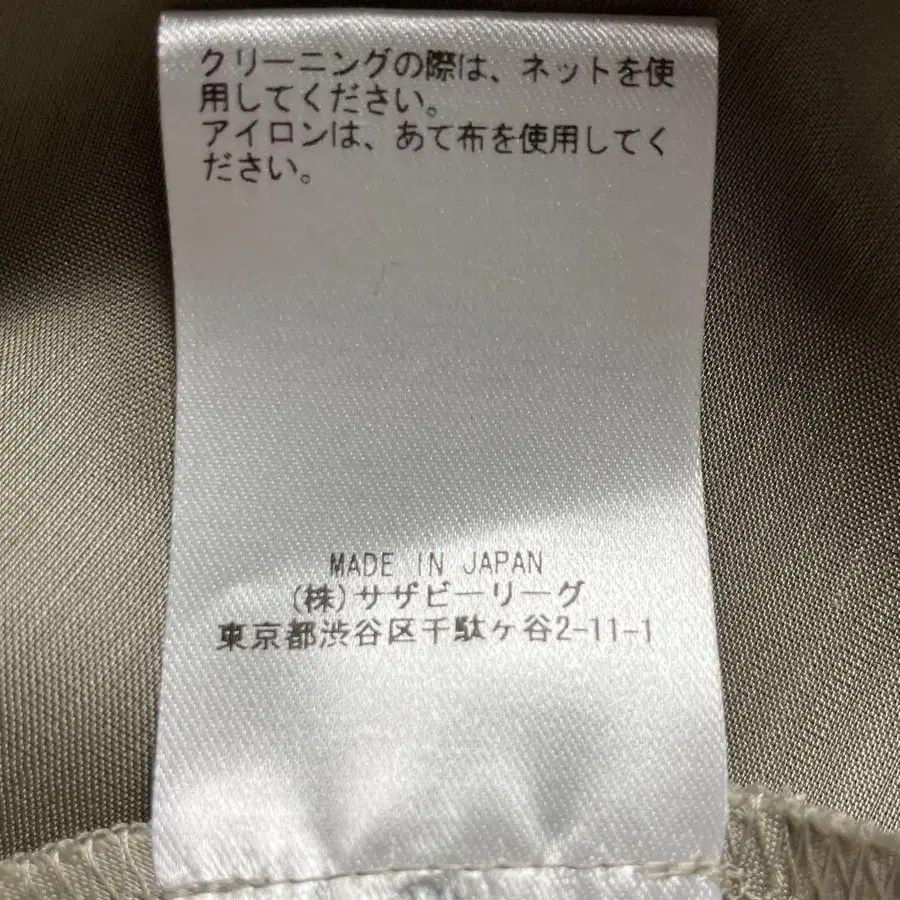 クリーニングの際は、ネットを使
用してください。
アイロンは、あて布を使用してく
ださい。
MADE IN JAPAN
(株)サザビーリーグ
東京都渋谷区千駄ヶ谷2-11-1